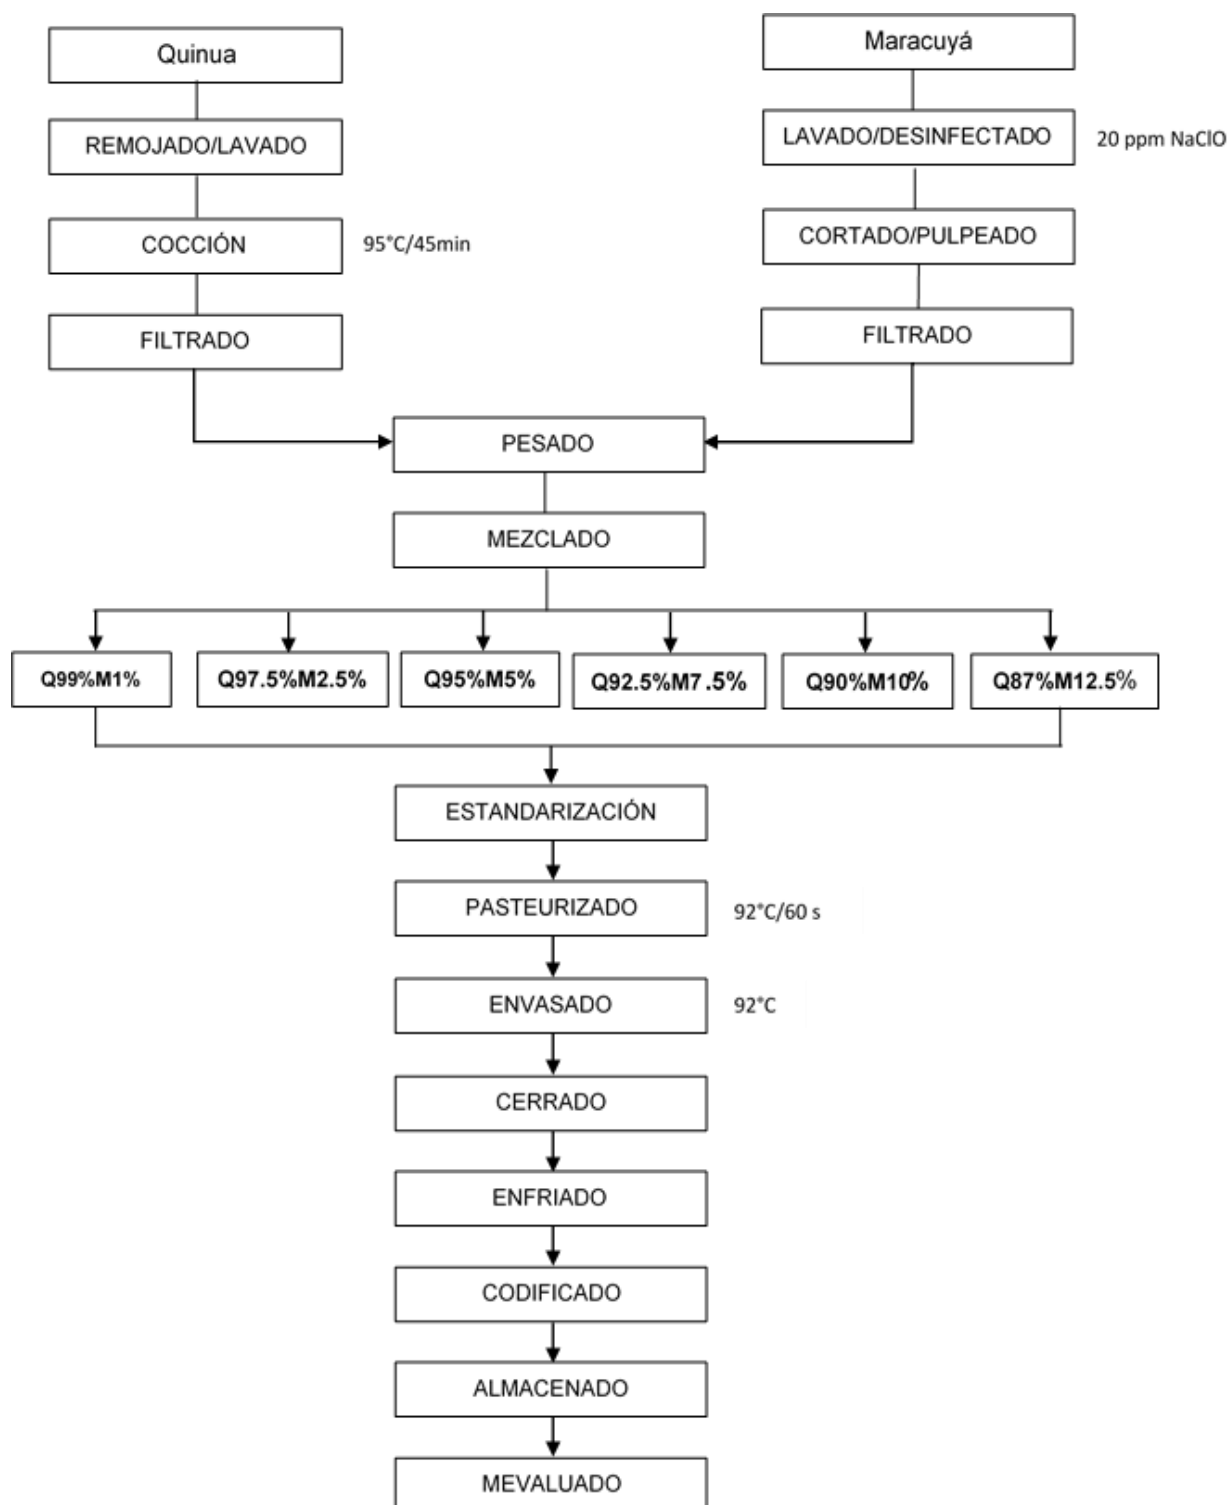 Quinua
Maracuyá
REMOJADO/LAVADO
LAVADO/DESINFECTADO
20 ppm NaClO
COCCIÓN
95°C/45min
CORTADO/PULPEADO
FILTRADO
FILTRADO
PESADO
MEZCLADO
Q99%M1%
Q97.5%M2.5%
Q95%M5%
Q92.5%M7.5%
Q90%M10%
Q87%M12.5%
ESTANDARIZACIÓN
PASTEURIZADO
92°C/60 s
ENVASADO
92°C
CERRADO
ENFRIADO
CODIFICADO
ALMACENADO
MEVALUADO